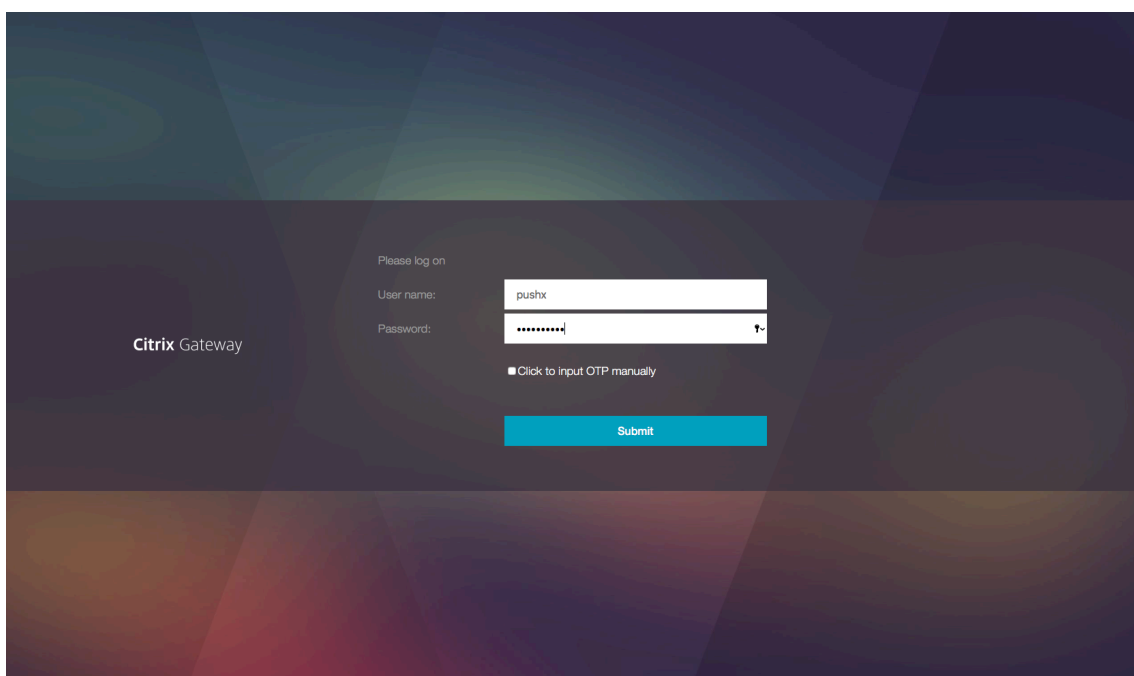 Please log on
User name: pushx
Password: ••••••••••
Citrix Gateway
Click to input OTP manually
Submit